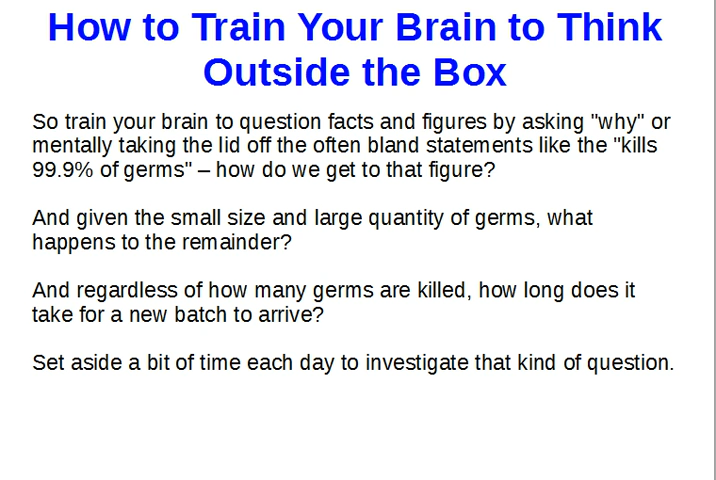 How to Train Your Brain to Think
Outside the Box
So train your brain to question facts and figures by asking "why" or
mentally taking the lid off the often bland statements like the "kills
99.9% of germs" – how do we get to that figure?
And given the small size and large quantity of germs, what
happens to the remainder?
And regardless of how many germs are killed, how long does it
take for a new batch to arrive?
Set aside a bit of time each day to investigate that kind of question.